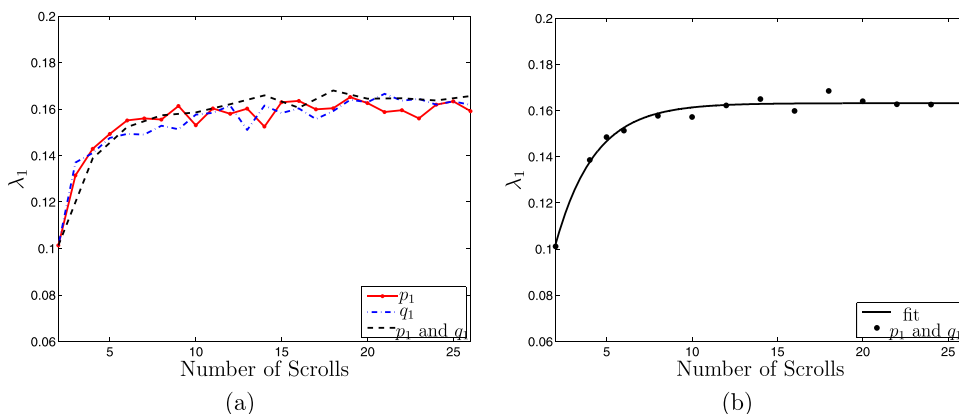 0.2
0.18
0.16
0.14
0.12
0.1
0.08
0.06
λ₁
5 10 15 20 25
Number of Scrolls
p₁
q₁
p₁ and q₁
(a)
0.2
0.18
0.16
0.14
0.12
0.1
0.08
0.06
λ₁
5 10 15 20 25
Number of Scrolls
fit
p₁ and q₁
(b)